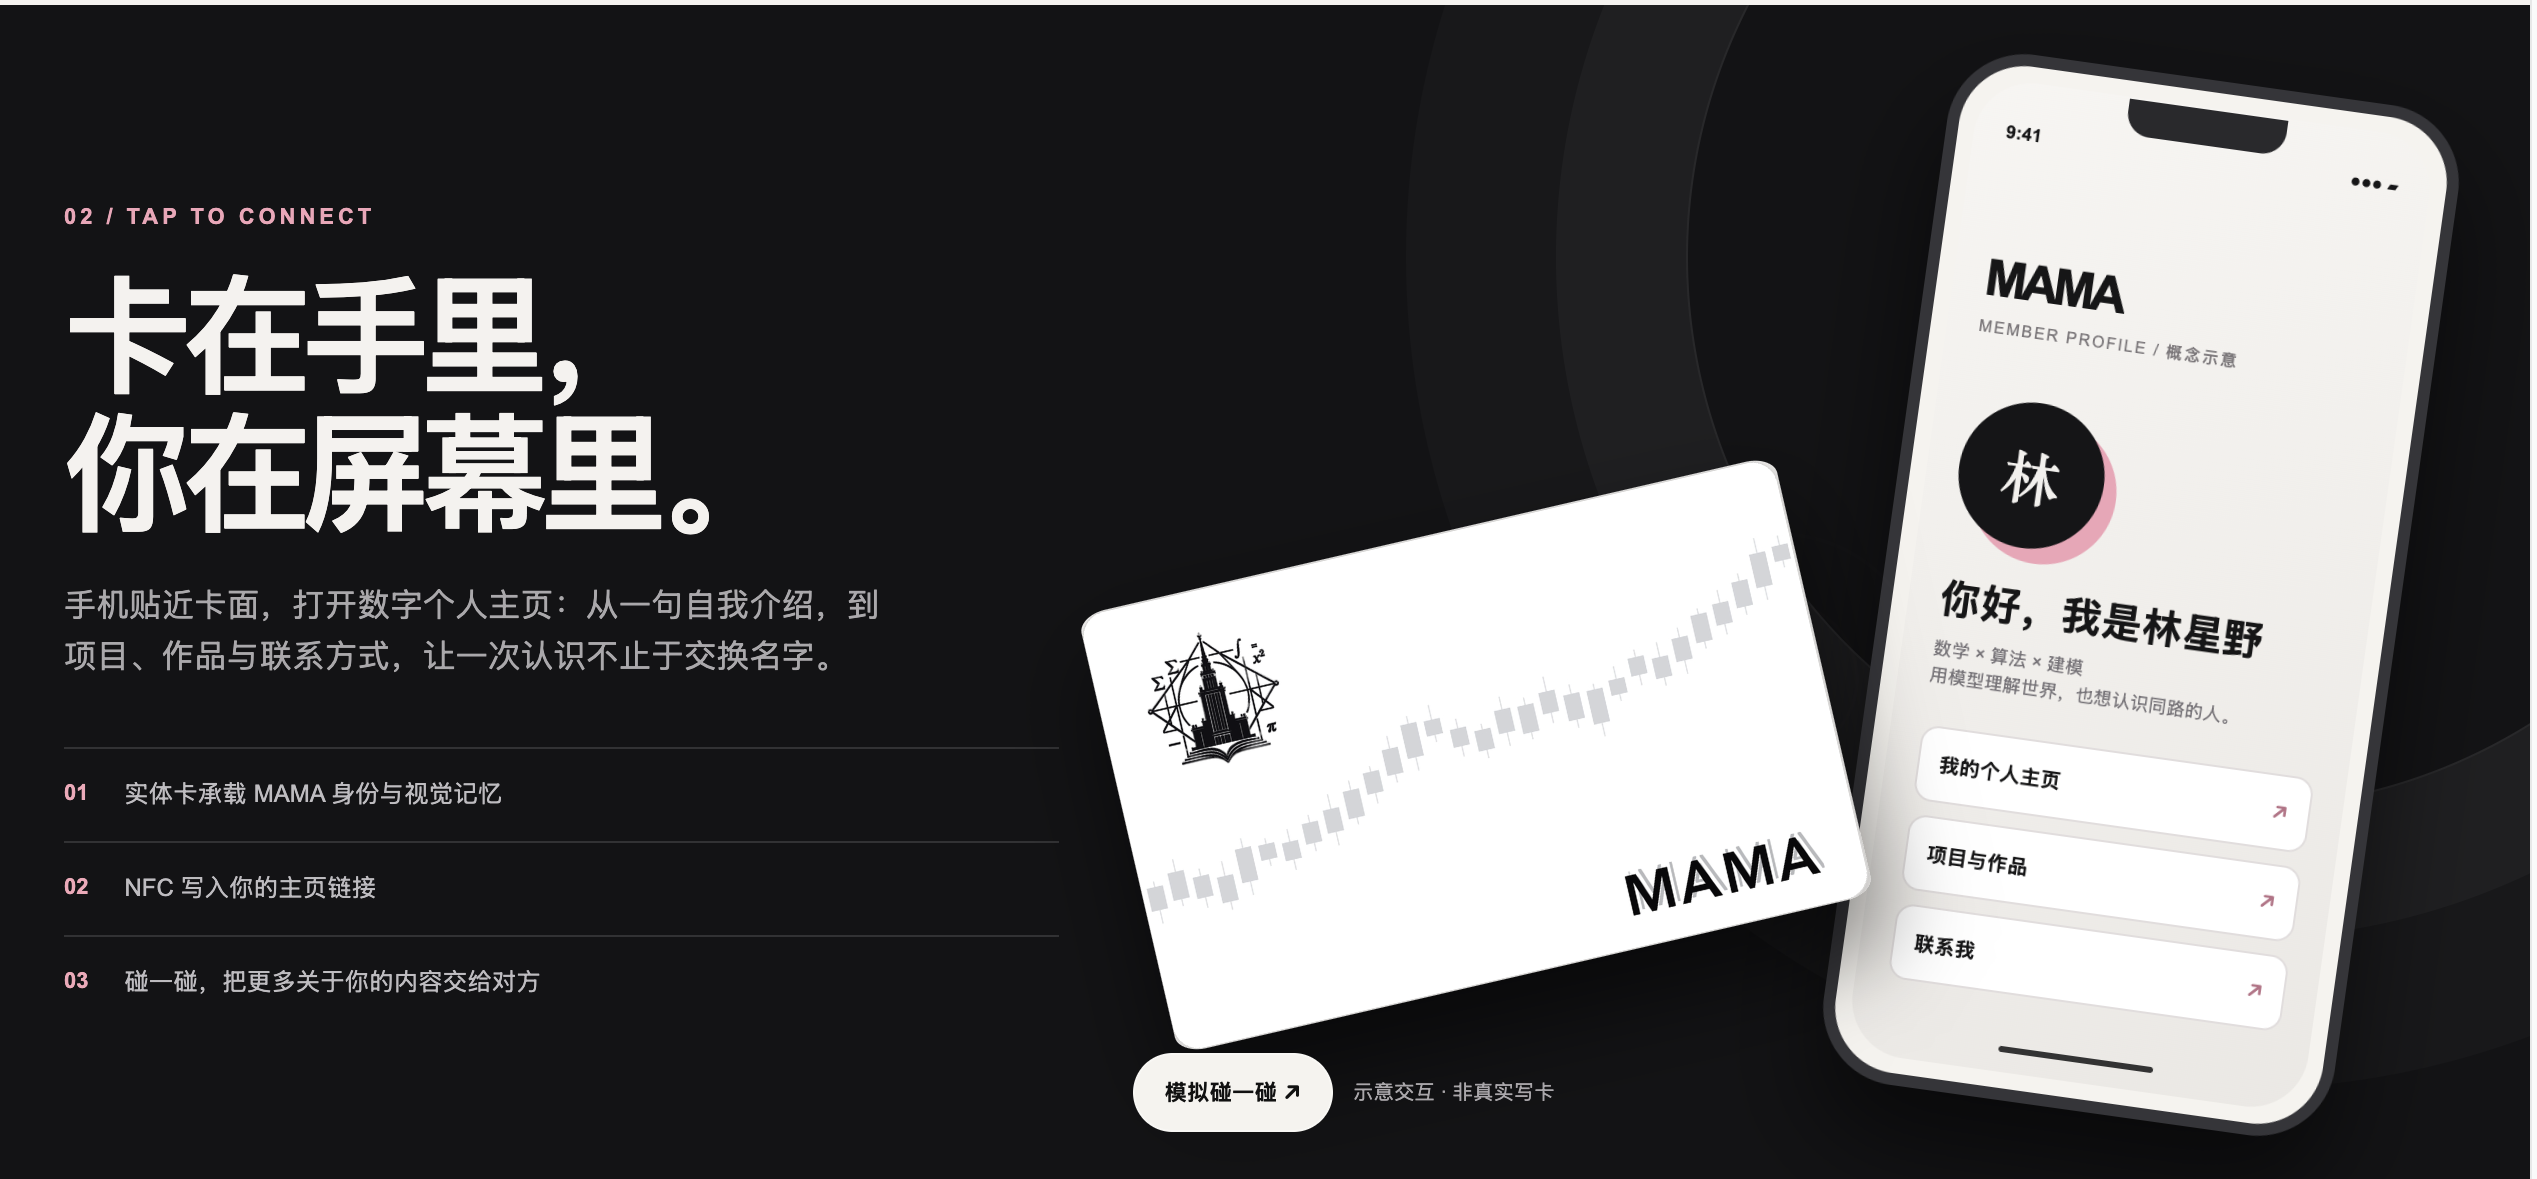 02 / TAP TO CONNECT
卡在手里，
你在屏幕里。
手机贴近卡面，打开数字个人主页：从一句自我介绍，到
项目、作品与联系方式，让一次认识不止于交换名字。
01 实体卡承载 MAMA 身份与视觉记忆
02 NFC 写入你的主页链接
03 碰一碰，把更多关于你的内容交给对方
Σ Σ ∫ = x² π
MAMA
模拟碰一碰 ↗
示意交互 · 非真实写卡
9:41
MAMA
MEMBER PROFILE / 概念示意
林
你好，我是林星野
数学 × 算法 × 建模
用模型理解世界，也想认识同路的人。
我的个人主页 ↗
项目与作品 ↗
联系我 ↗